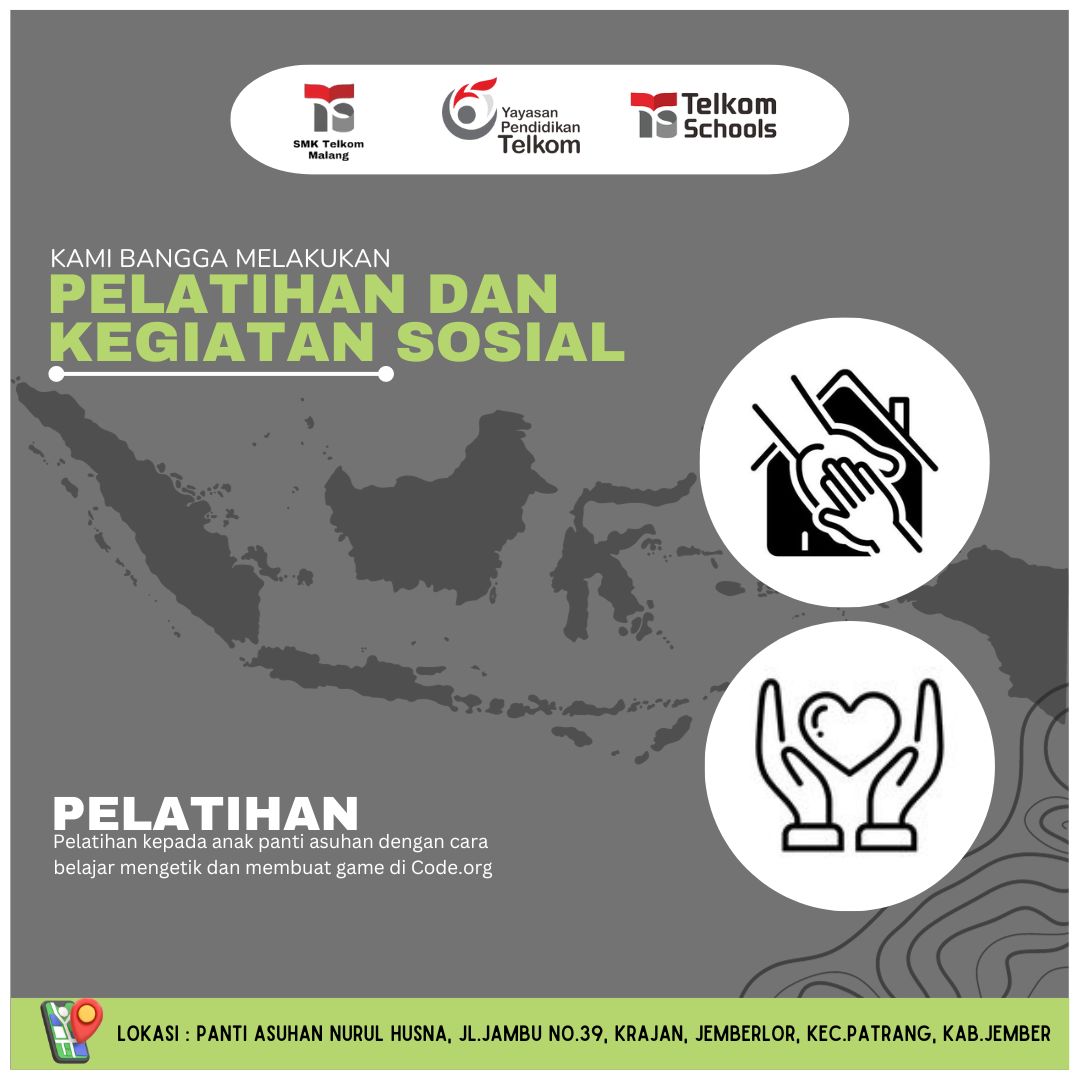 SMK Telkom
Malang
Yayasan
Pendidikan
Telkom
Telkom
Schools
KAMI BANGGA MELAKUKAN
PELATIHAN DAN
KEGIATAN SOSIAL
PELATIHAN
Pelatihan kepada anak panti asuhan dengan cara
belajar mengetik dan membuat game di Code.org
LOKASI : PANTI ASUHAN NURUL HUSNA, JL.JAMBU NO.39, KRAJAN, JEMBERLOR, KEC.PATRANG, KAB.JEMBER